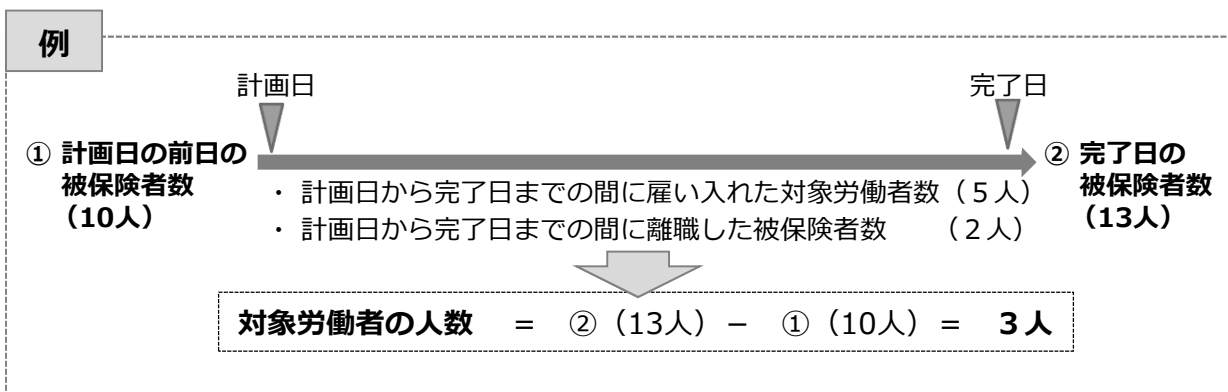 例
計画日
完了日
① 計画日の前日の
被保険者数
（10人）
② 完了日の
被保険者数
（13人）
・ 計画日から完了日までの間に雇い入れた対象労働者数（５人）
・ 計画日から完了日までの間に離職した被保険者数　　（２人）
対象労働者の人数　＝　②（13人）－　①（10人）＝　３人